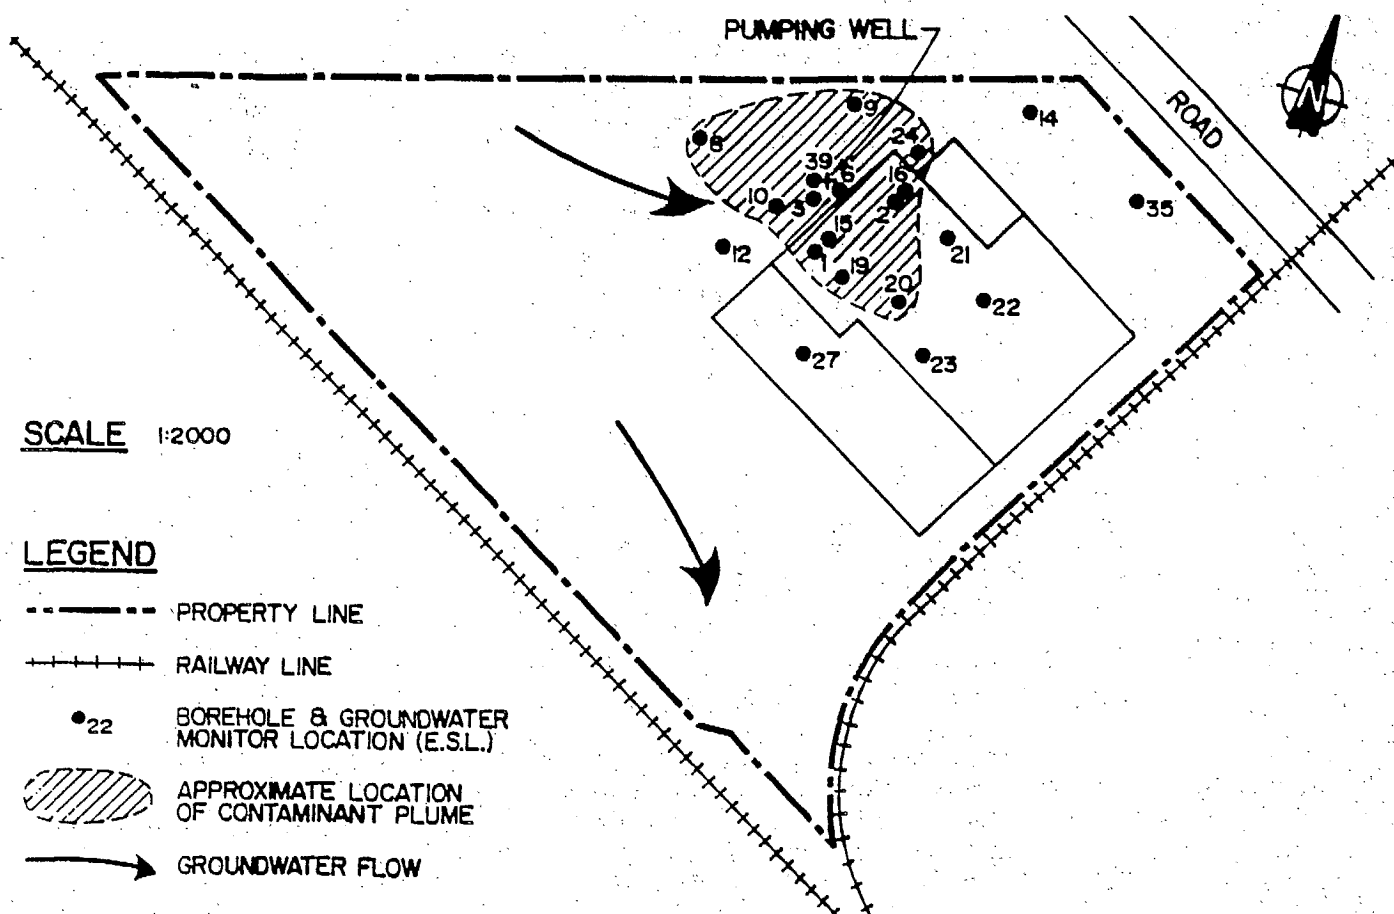 PUMPING WELL
ROAD
N
9
14
8
24
39
6
16
35
10
3
2
15
12
1
21
19
20
22
27
23
SCALE 1:2000
LEGEND
PROPERTY LINE
RAILWAY LINE
22
BOREHOLE & GROUNDWATER
MONITOR LOCATION (E.S.L.)
APPROXIMATE LOCATION
OF CONTAMINANT PLUME
GROUNDWATER FLOW